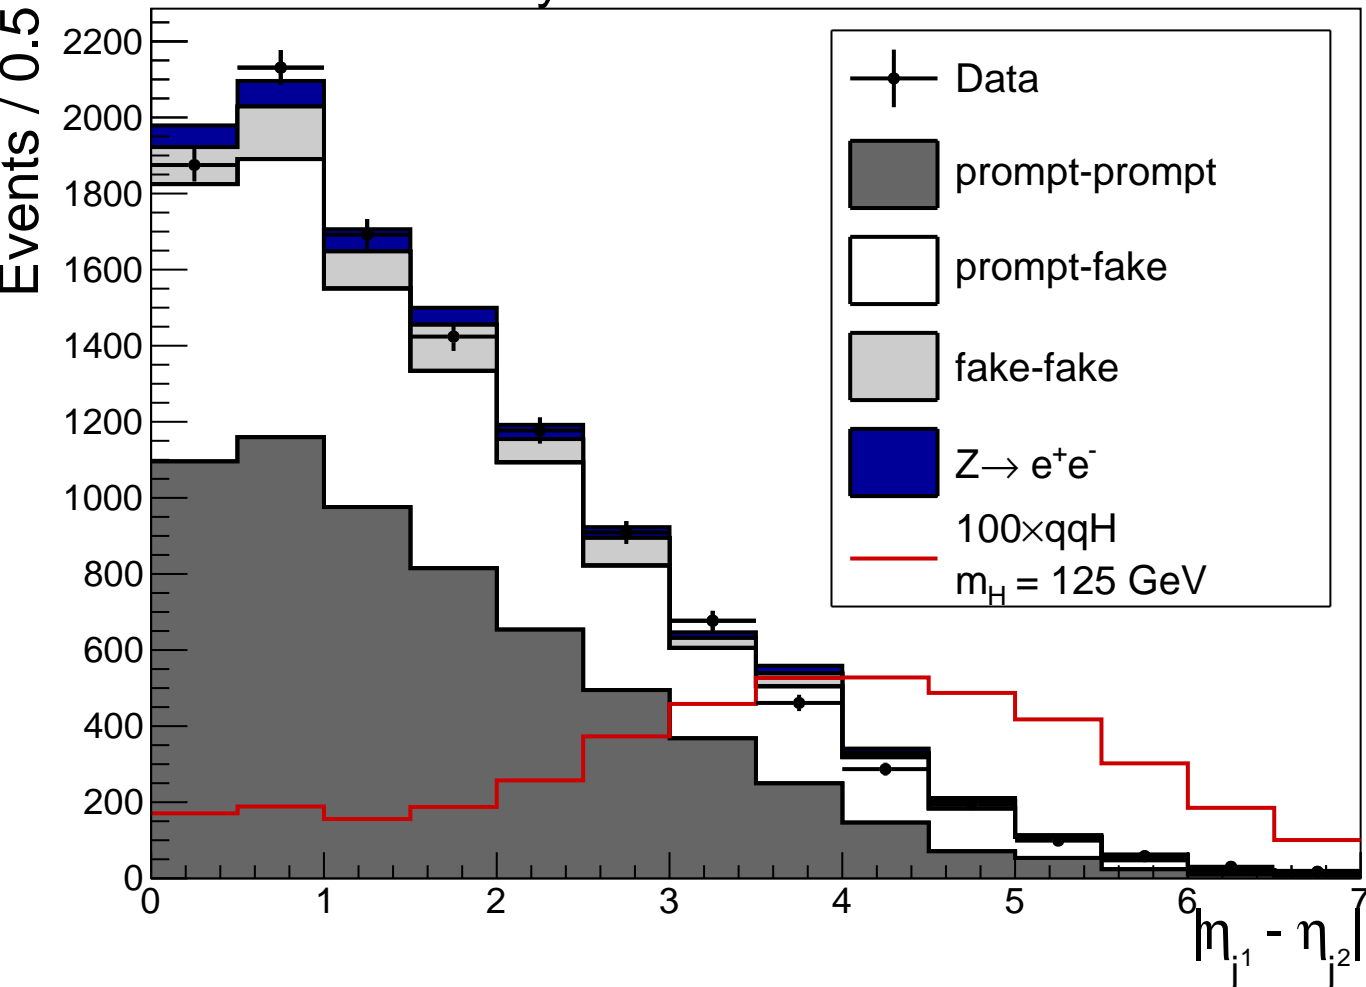 Events / 0.5
2200
2000
1800
1600
1400
1200
1000
800
600
400
200
0
0 1 2 3 4 5 6 7
|η_j1 - η_j2|
Data
prompt-prompt
prompt-fake
fake-fake
Z→ e⁺e⁻
100×qqH
m_H = 125 GeV